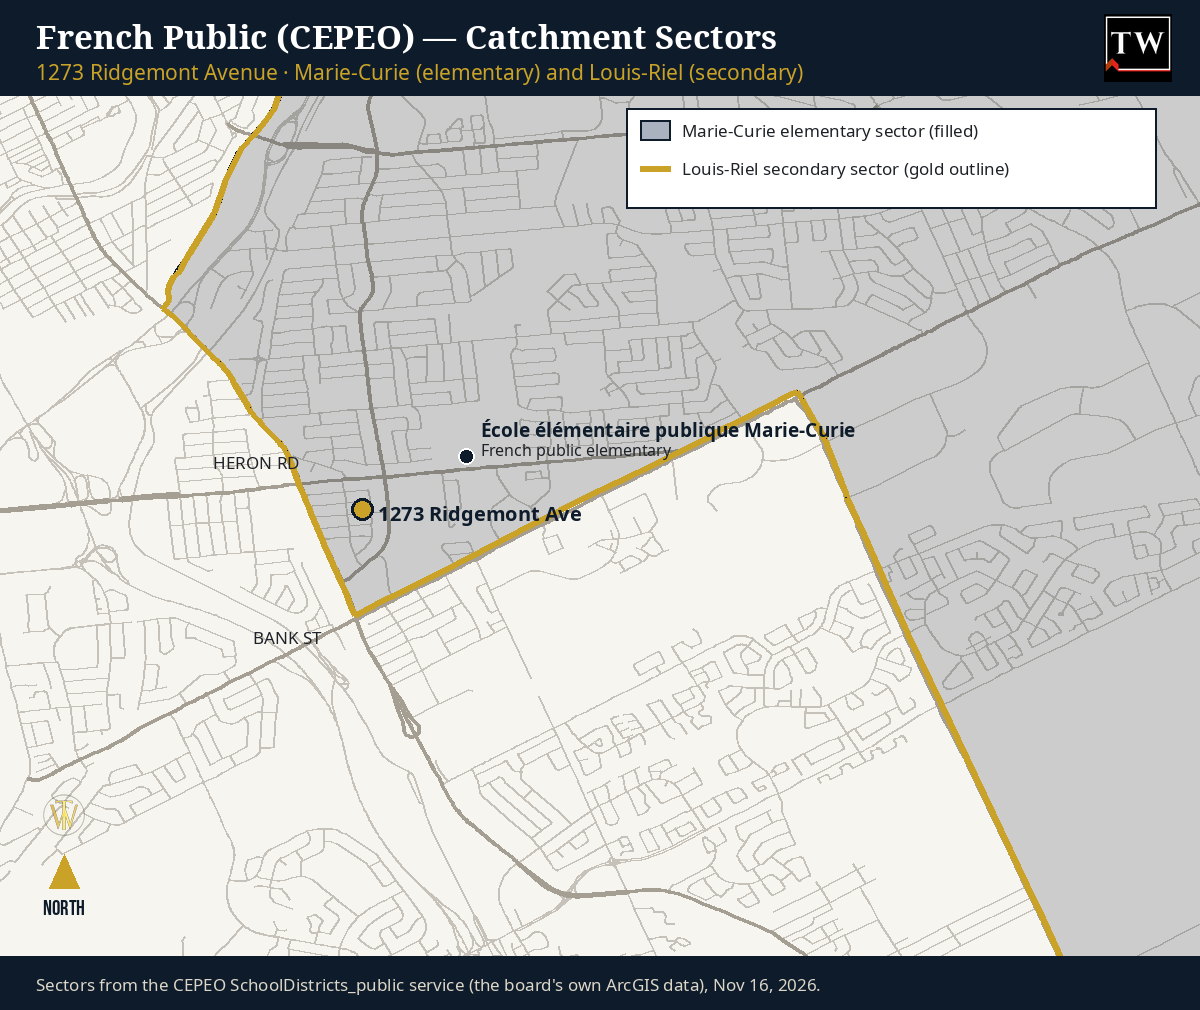 French Public (CEPEO) — Catchment Sectors
1273 Ridgemont Avenue · Marie-Curie (elementary) and Louis-Riel (secondary)
TW
Marie-Curie elementary sector (filled)
Louis-Riel secondary sector (gold outline)
École élémentaire publique Marie-Curie
French public elementary
HERON RD
1273 Ridgemont Ave
BANK ST
NORTH
Sectors from the CEPEO SchoolDistricts_public service (the board's own ArcGIS data), Nov 16, 2026.